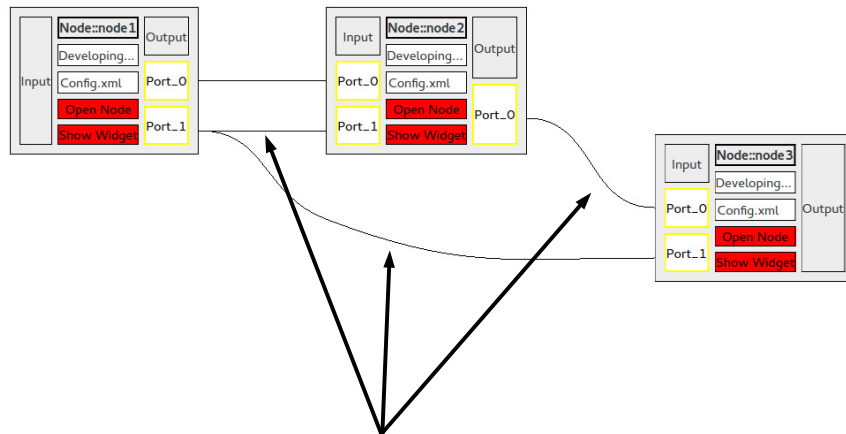 Input
Node::node1
Developing...
Config.xml
Open Node
Show Widget
Output
Port_0
Port_1
Input
Port_0
Port_1
Node::node2
Developing...
Config.xml
Open Node
Show Widget
Output
Port_0
Input
Port_0
Port_1
Node::node3
Developing...
Config.xml
Open Node
Show Widget
Output